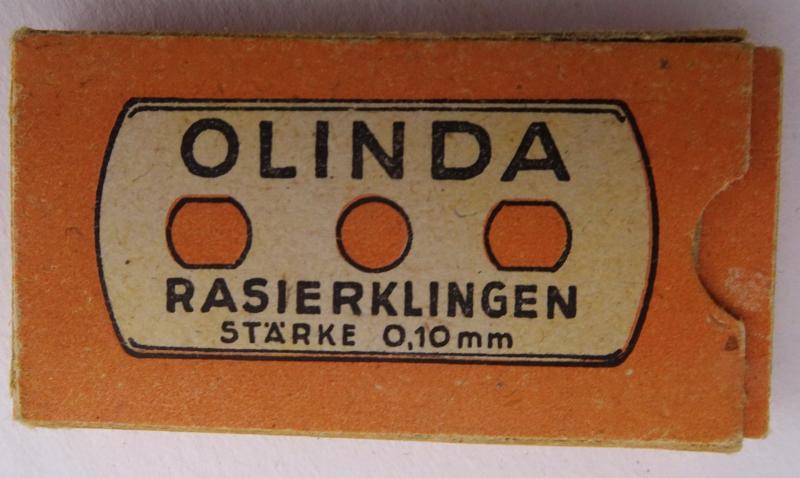 OLINDA
RASIERKLINGEN
STÄRKE 0,10mm